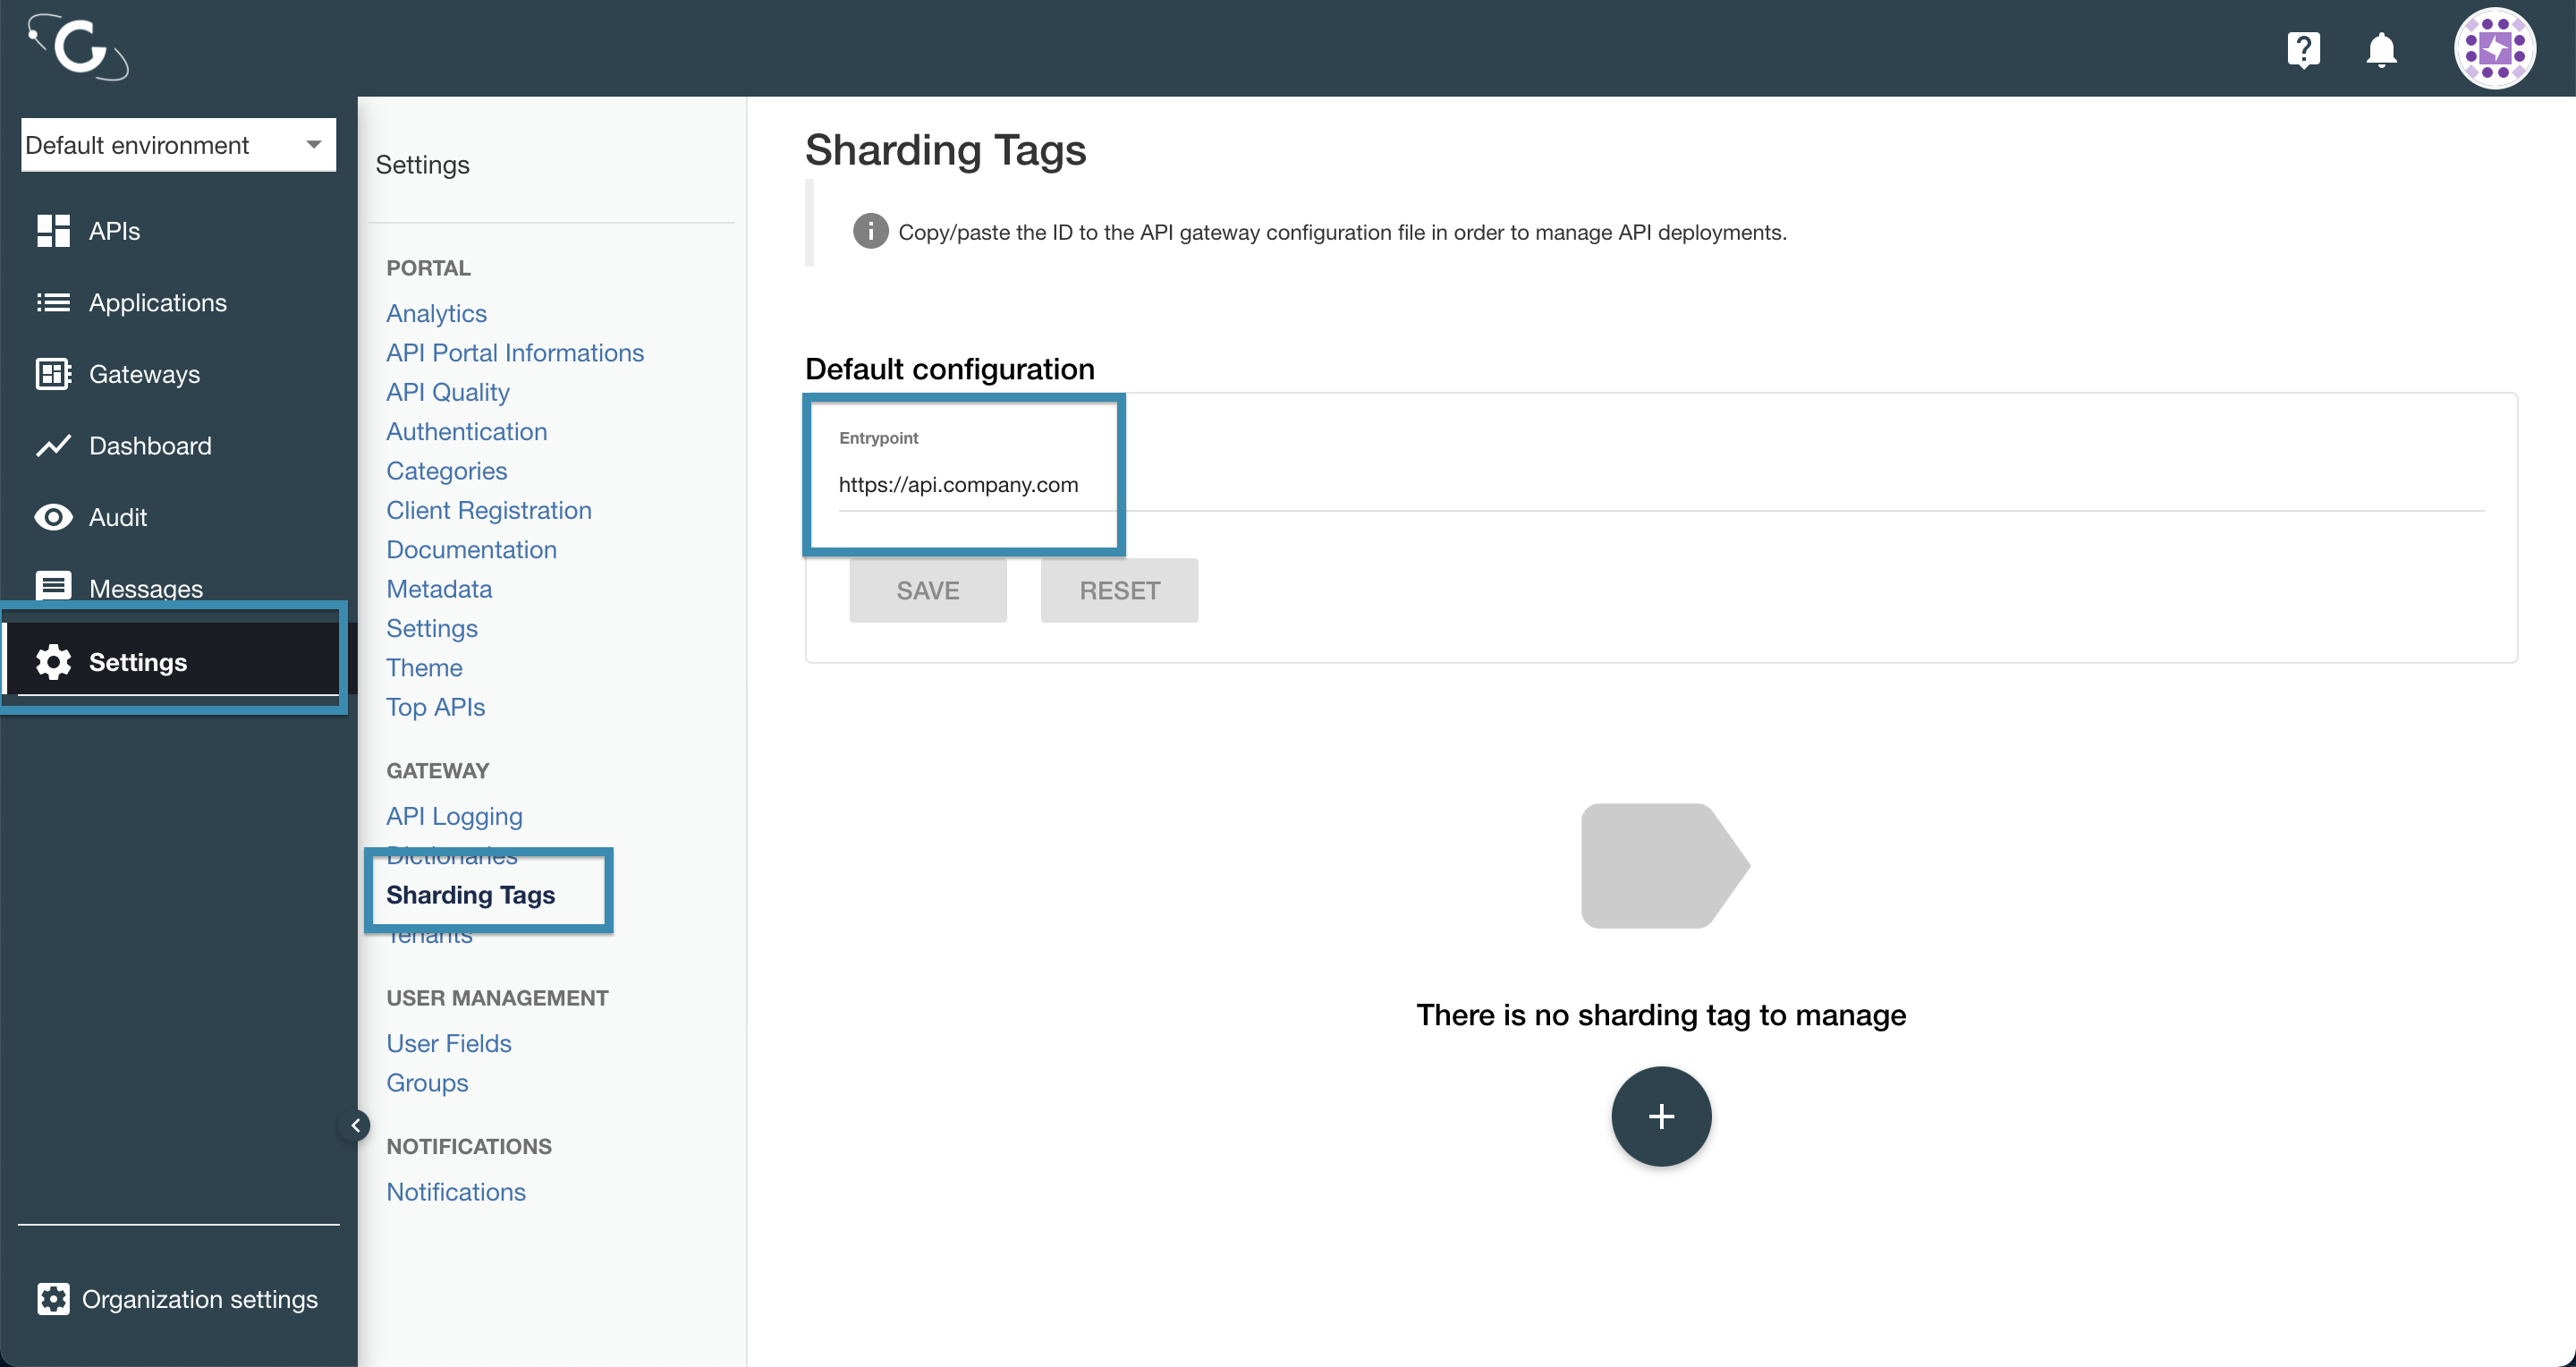 Default environment
APIs
Applications
Gateways
Dashboard
Audit
Messages
Settings
Organization settings
Settings
PORTAL
Analytics
API Portal Informations
API Quality
Authentication
Categories
Client Registration
Documentation
Metadata
Settings
Theme
Top APIs
GATEWAY
API Logging
Dictionaries
Sharding Tags
Tenants
USER MANAGEMENT
User Fields
Groups
NOTIFICATIONS
Notifications
Sharding Tags
Copy/paste the ID to the API gateway configuration file in order to manage API deployments.
Default configuration
Entrypoint
https://api.company.com
SAVE RESET
There is no sharding tag to manage